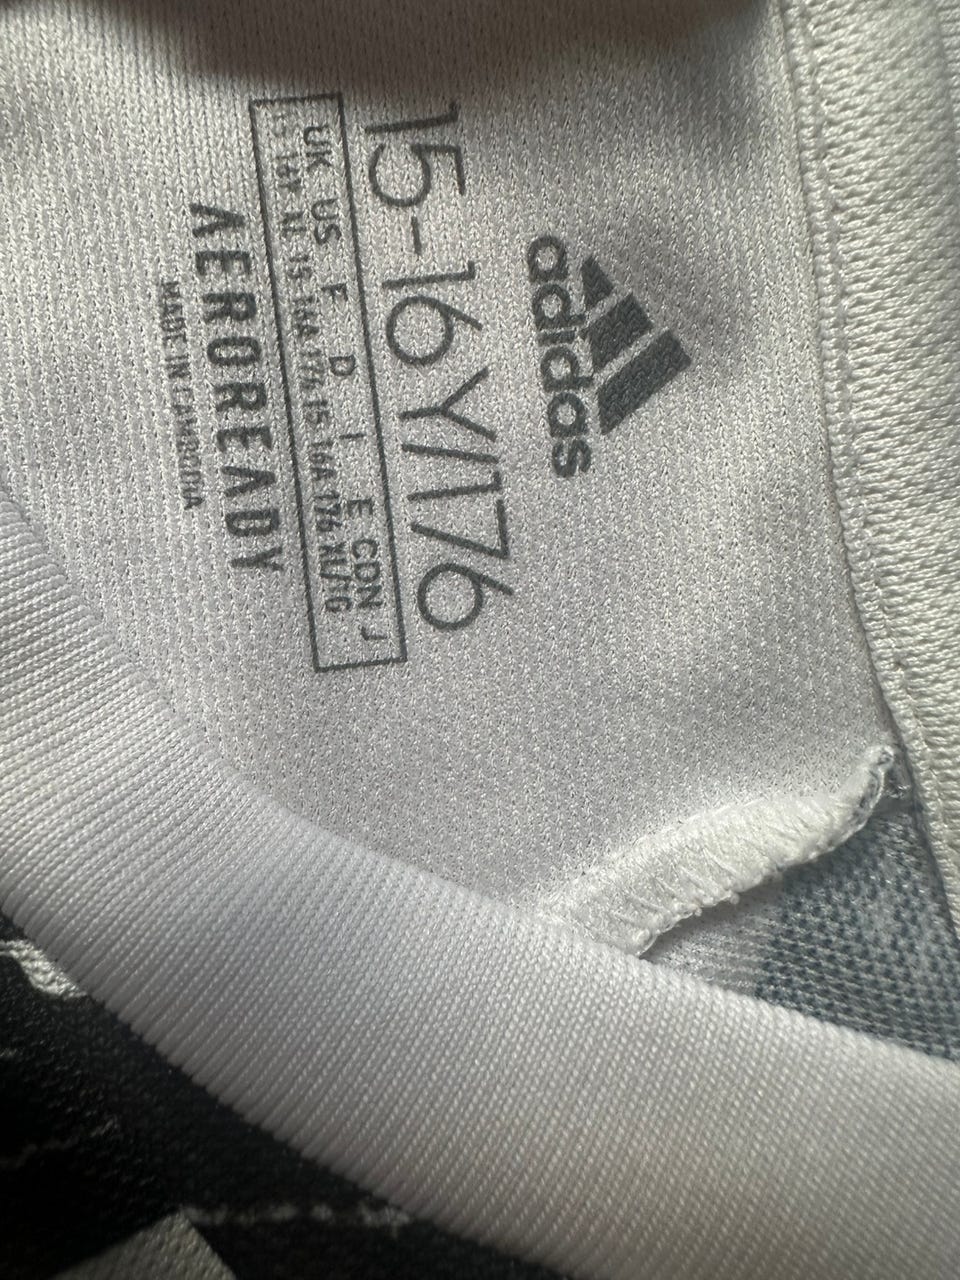 adidas
15-16Y/176
UK US F D I E CDN J
15-16Y XL 15-16A 176 15-16A 176 XL/TG
AEROREADY
MADE IN CAMBODIA